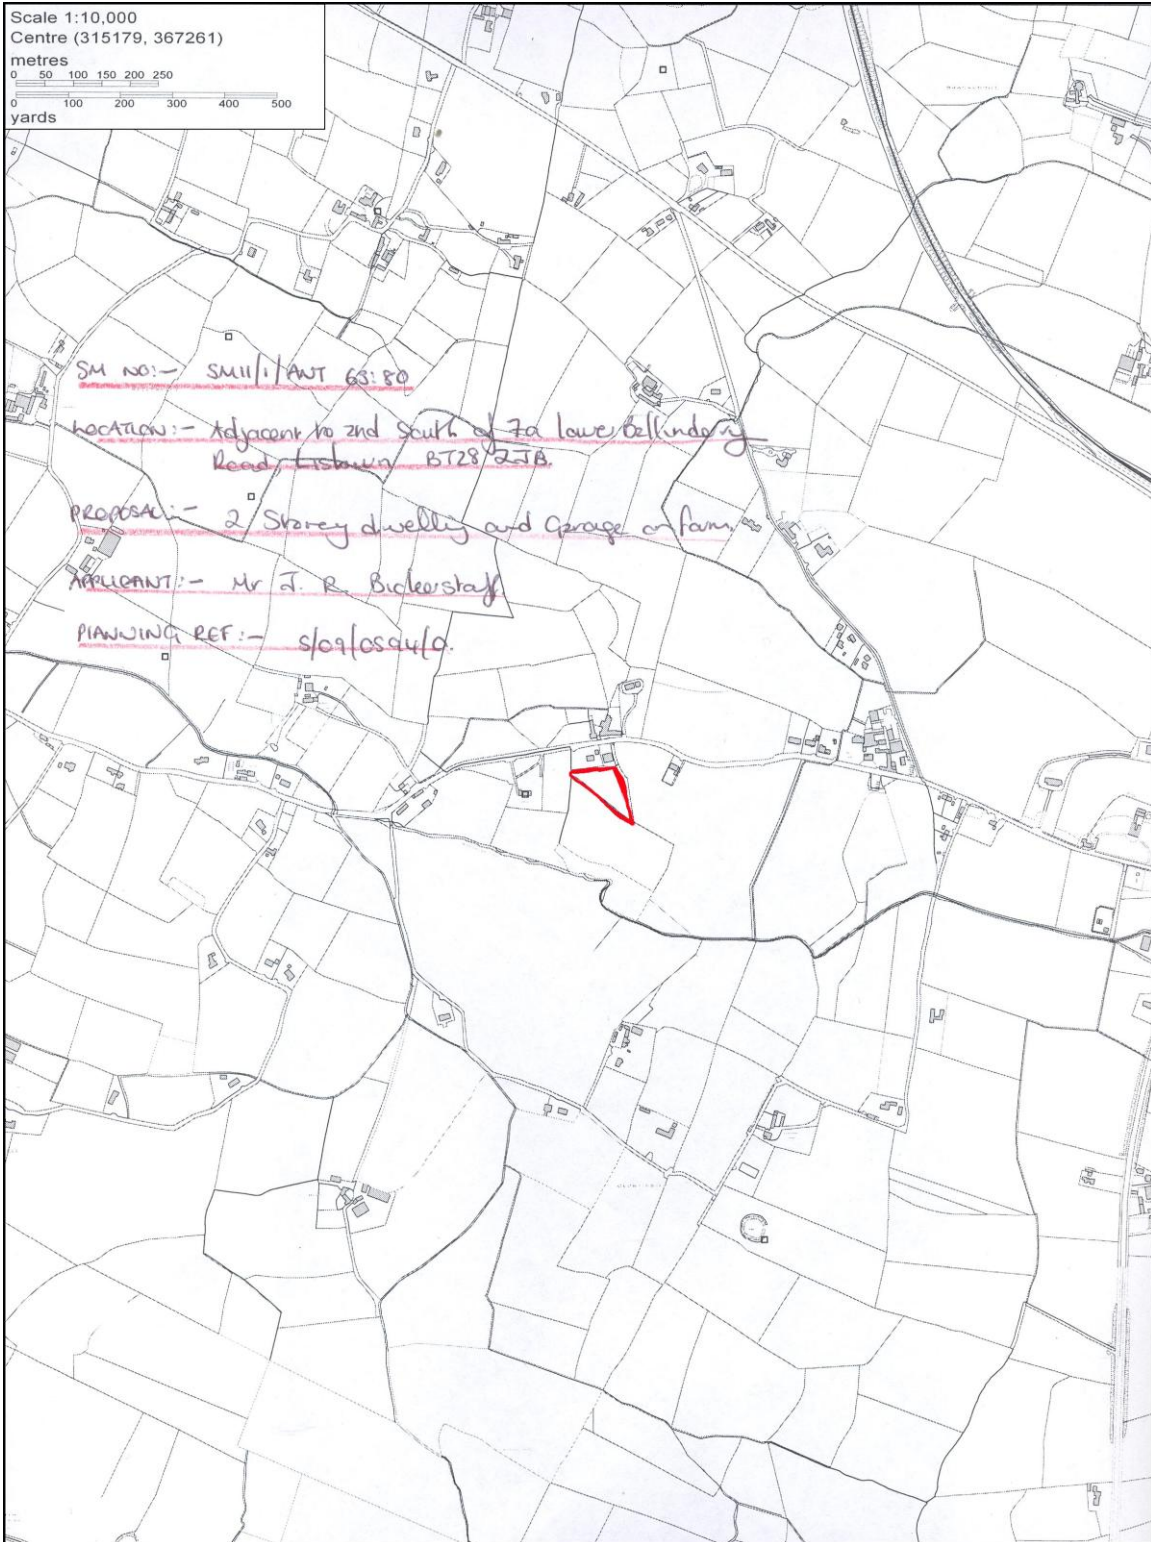 Scale 1:10,000
Centre (315179, 367261)
metres
0 50 100 150 200 250
0 100 200 300 400 500
yards
SM NO:- SM11/1/ANT 63:80
LOCATION:- Adjacent to 2nd South of 7a lower Ballinderry
Road Lisburn BT28 2JB.
PROPOSAL:- 2 Storey dwelling and Garage on farm.
APPLICANT:- Mr J. R. Bickerstaff
PLANNING REF:- S/09/0594/O.